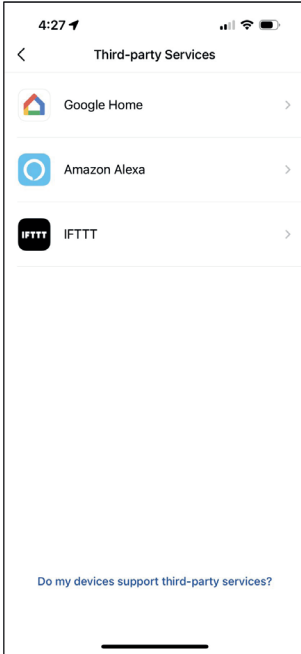 4:27
Third-party Services
Google Home
Amazon Alexa
IFTTT IFTTT
Do my devices support third-party services?